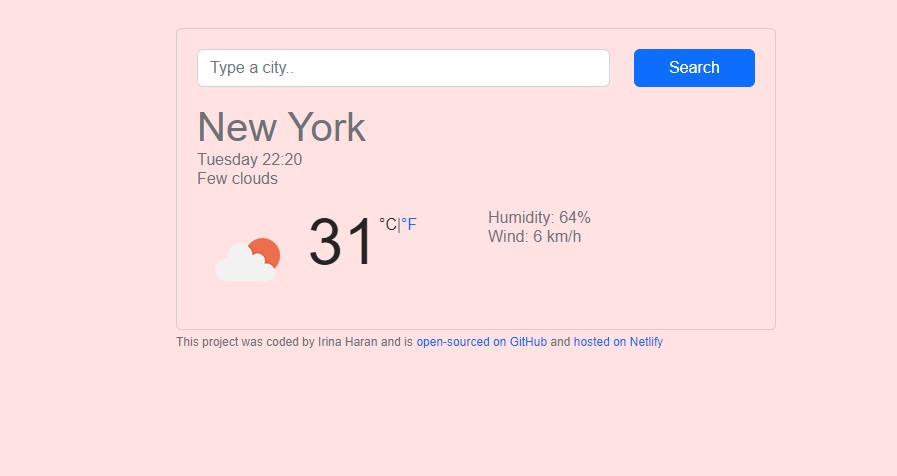 Type a city..
Search
New York
Tuesday 22:20
Few clouds
31 °C|°F
Humidity: 64%
Wind: 6 km/h
This project was coded by Irina Haran and is open-sourced on GitHub and hosted on Netlify